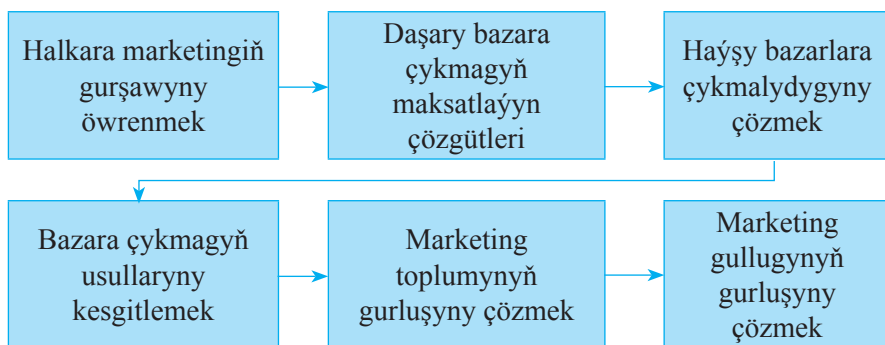 Halkara marketingiň
gurşawyny
öwrenmek
Daşary bazara
çykmagyň
maksatlaýyn
çözgütleri
Haýşy bazarlara
çykmalydygyny
çözmek
Bazara çykmagyň
usullaryny
kesgitlemek
Marketing
toplumynyň
gurluşyny çözmek
Marketing
gullugynyň
gurluşyny
çözmek